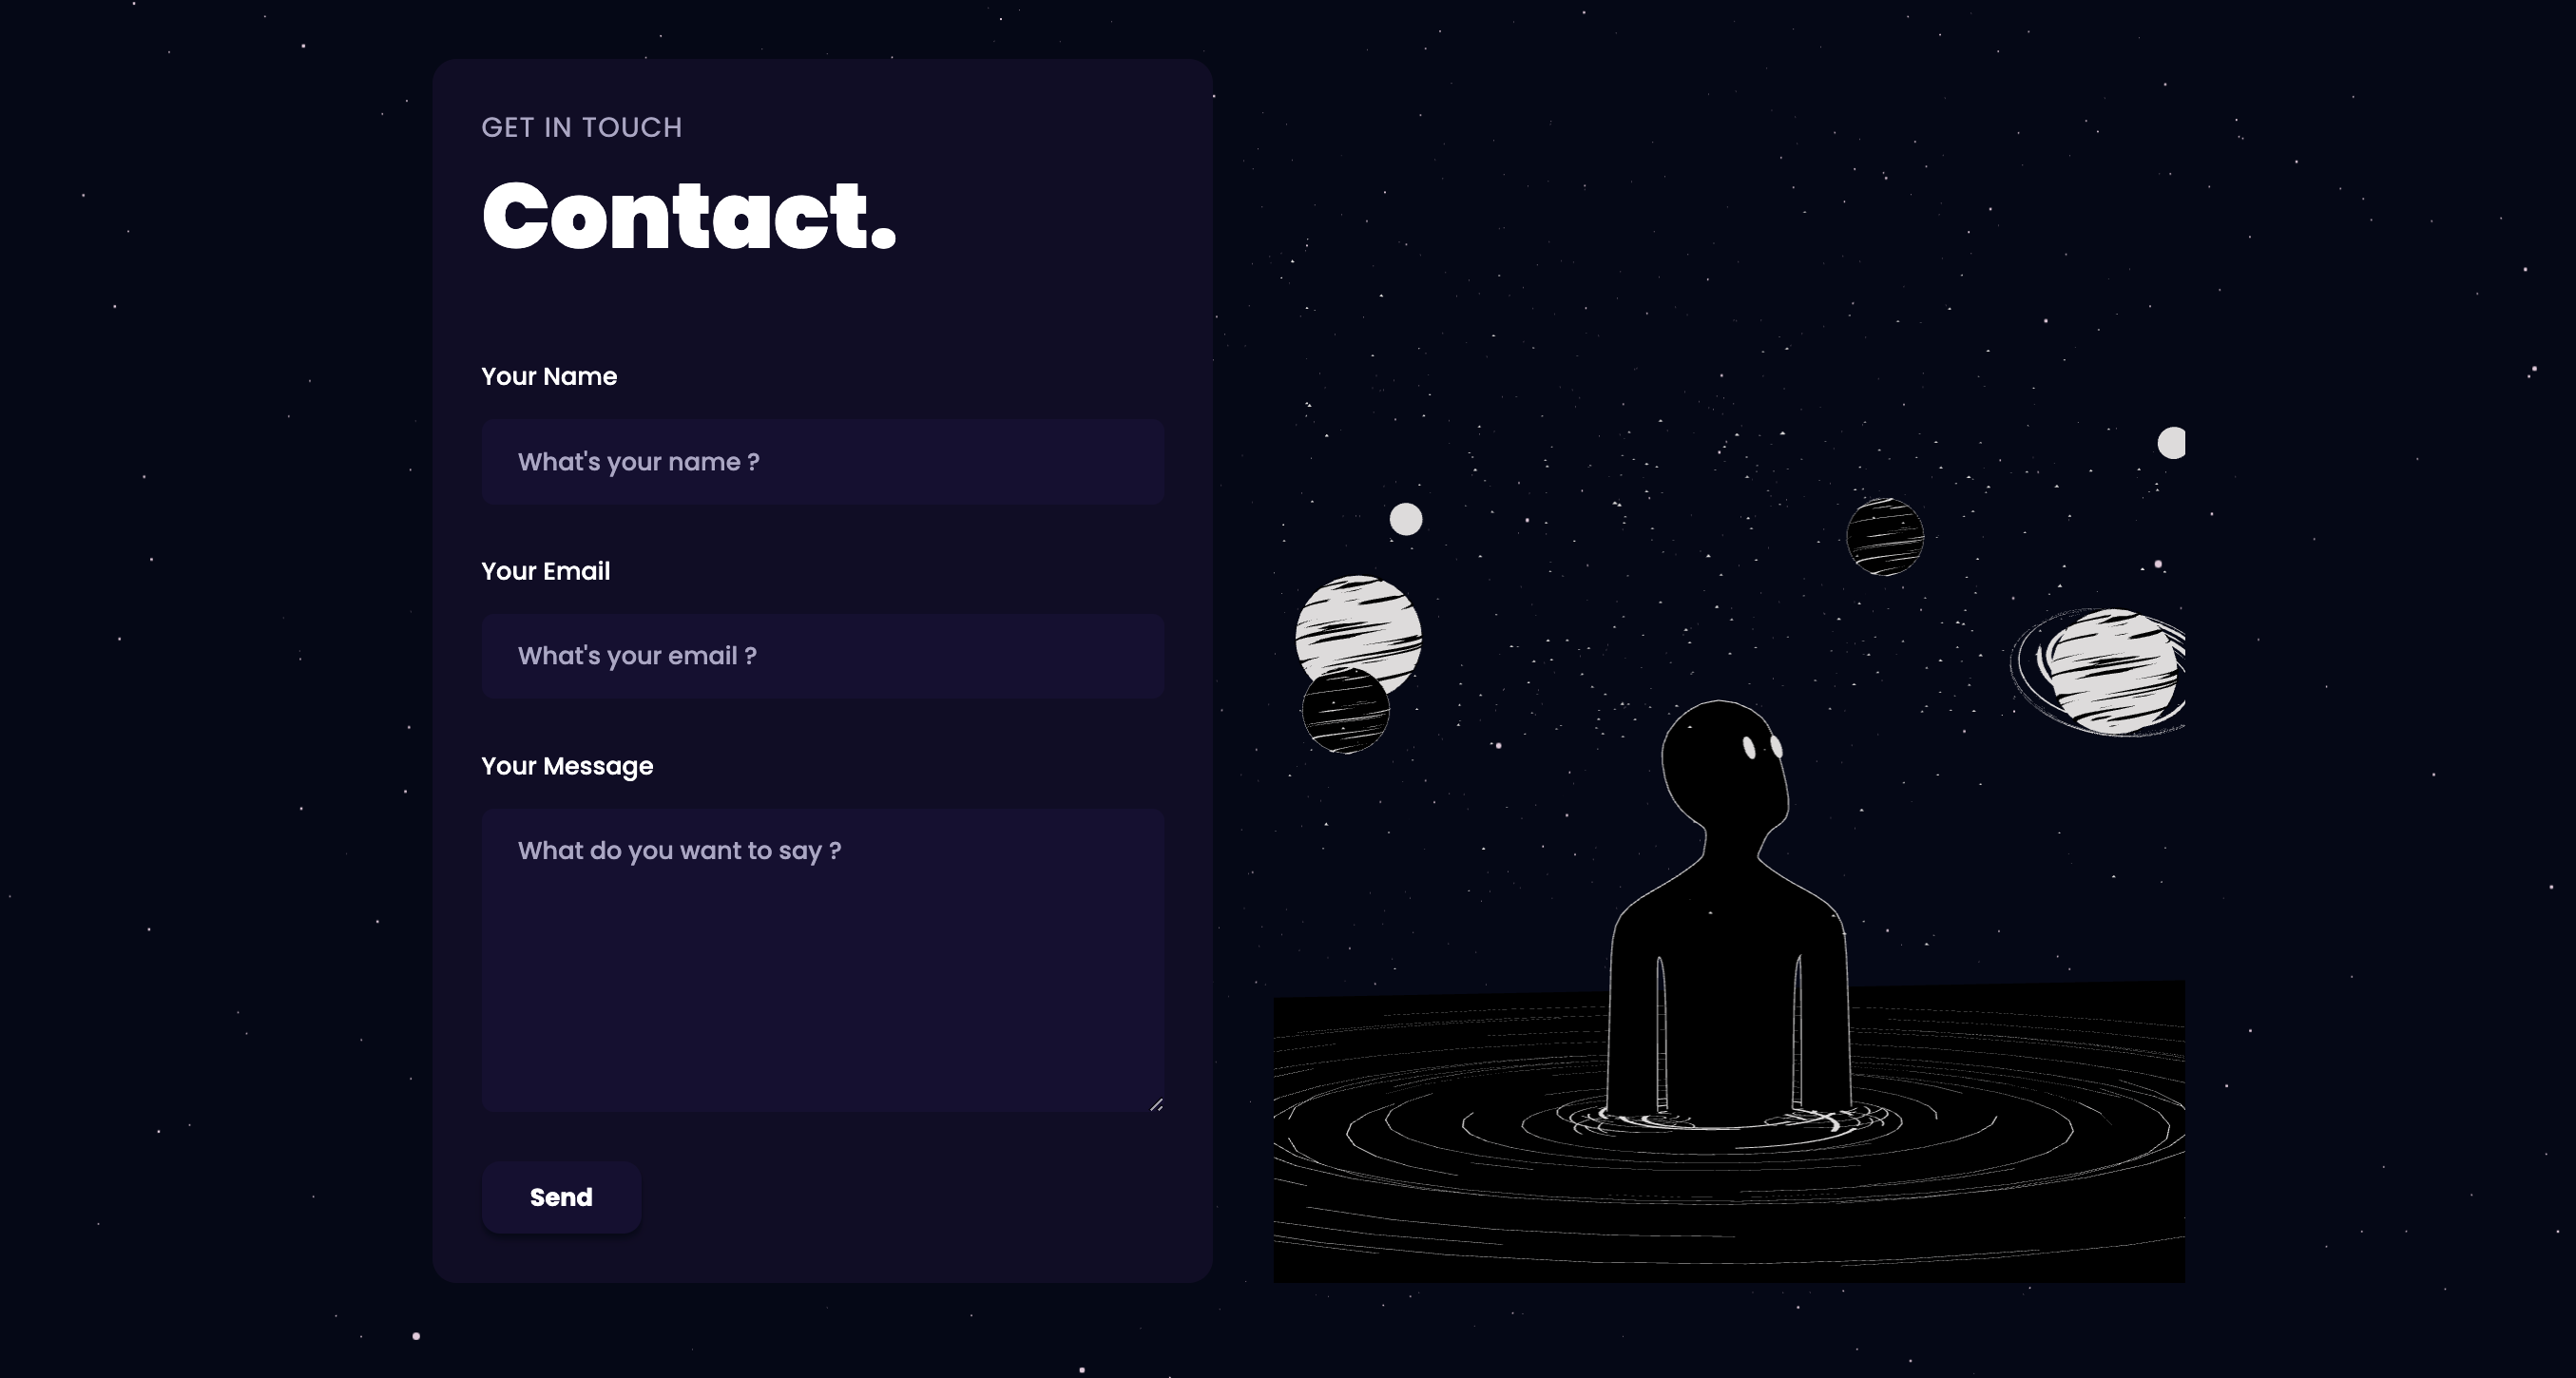 GET IN TOUCH
Contact.
Your Name
What's your name ?
Your Email
What's your email ?
Your Message
What do you want to say ?
Send